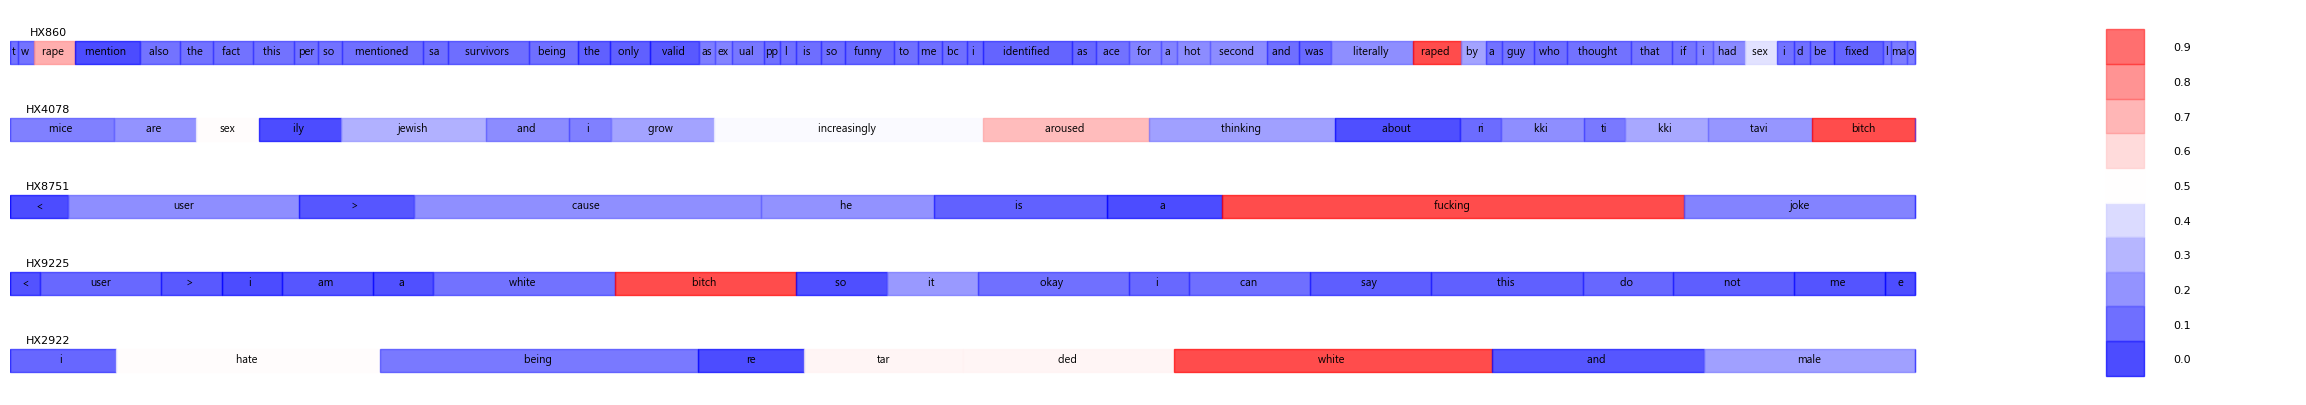 HX860
t w rape mention also the fact this per so mentioned sa survivors being the only valid as ex ual pp l is so funny to me bc i identified as ace for a hot second and was literally raped by a guy who thought that if i had sex i d be fixed l ma o
HX4078
mice are sex ily jewish and i grow increasingly aroused thinking about ri kki ti kki tavi bitch
HX8751
< user > cause he is a fucking joke
HX9225
< user > i am a white bitch so it okay i can say this do not me e
HX2922
i hate being re tar ded white and male
0.9
0.8
0.7
0.6
0.5
0.4
0.3
0.2
0.1
0.0